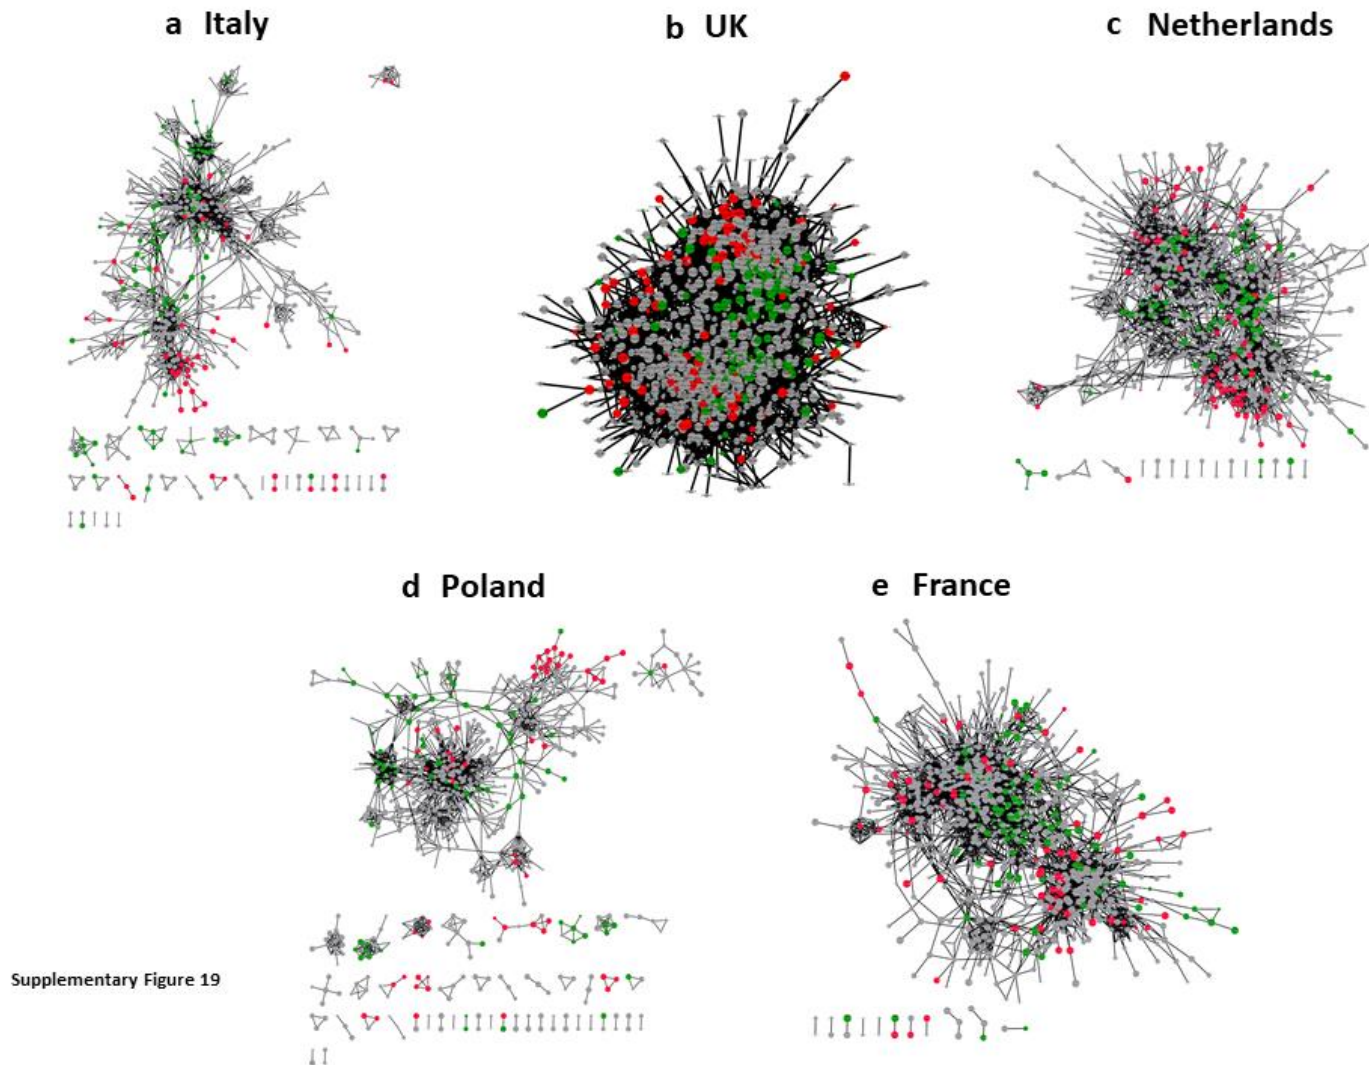 a Italy
b UK
c Netherlands
d Poland
e France
Supplementary Figure 19